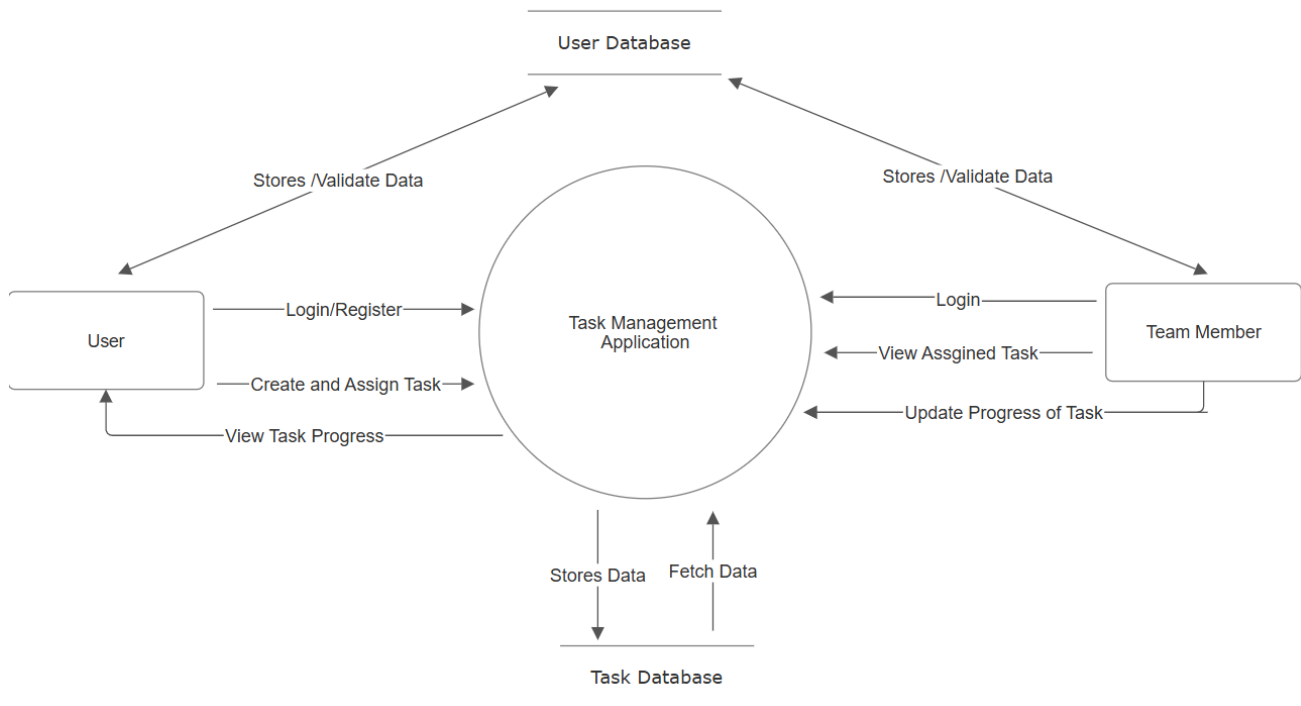 User Database
Stores /Validate Data
Stores /Validate Data
Login/Register
Login
Task Management
Application
User
Team Member
View Assgined Task
Create and Assign Task
Update Progress of Task
View Task Progress
Stores Data
Fetch Data
Task Database